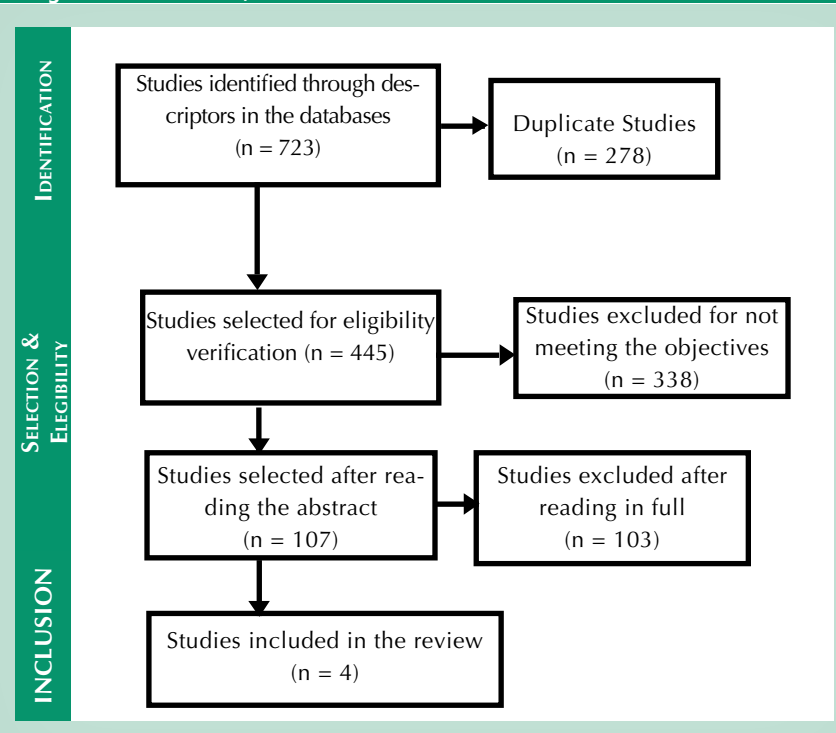 IDENTIFICATION
Studies identified through des-
criptors in the databases
(n = 723)
Duplicate Studies
(n = 278)
SELECTION &
ELEGIBILITY
Studies selected for eligibility
verification (n = 445)
Studies excluded for not
meeting the objectives
(n = 338)
Studies selected after rea-
ding the abstract
(n = 107)
Studies excluded after
reading in full
(n = 103)
INCLUSION
Studies included in the review
(n = 4)